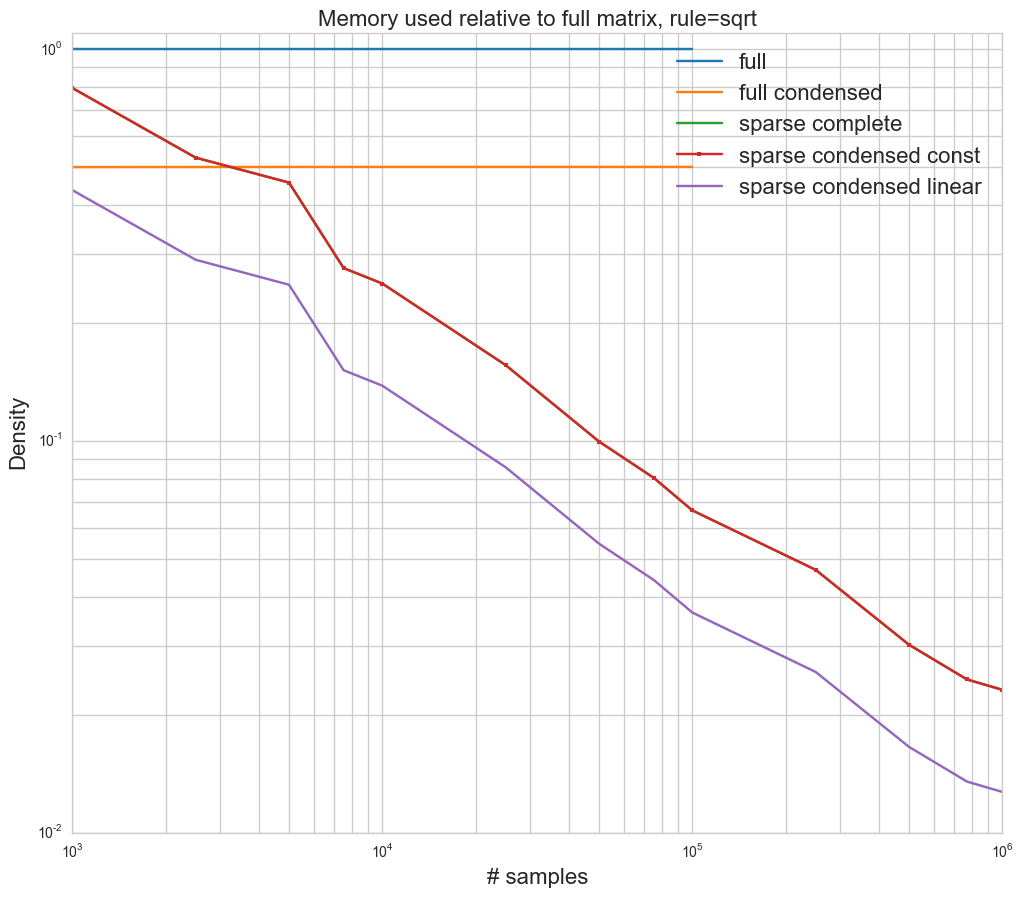 Memory used relative to full matrix, rule=sqrt
10^0
full
full condensed
sparse complete
sparse condensed const
sparse condensed linear
Density
10^-1
10^-2
10^3 10^4 10^5 10^6
# samples